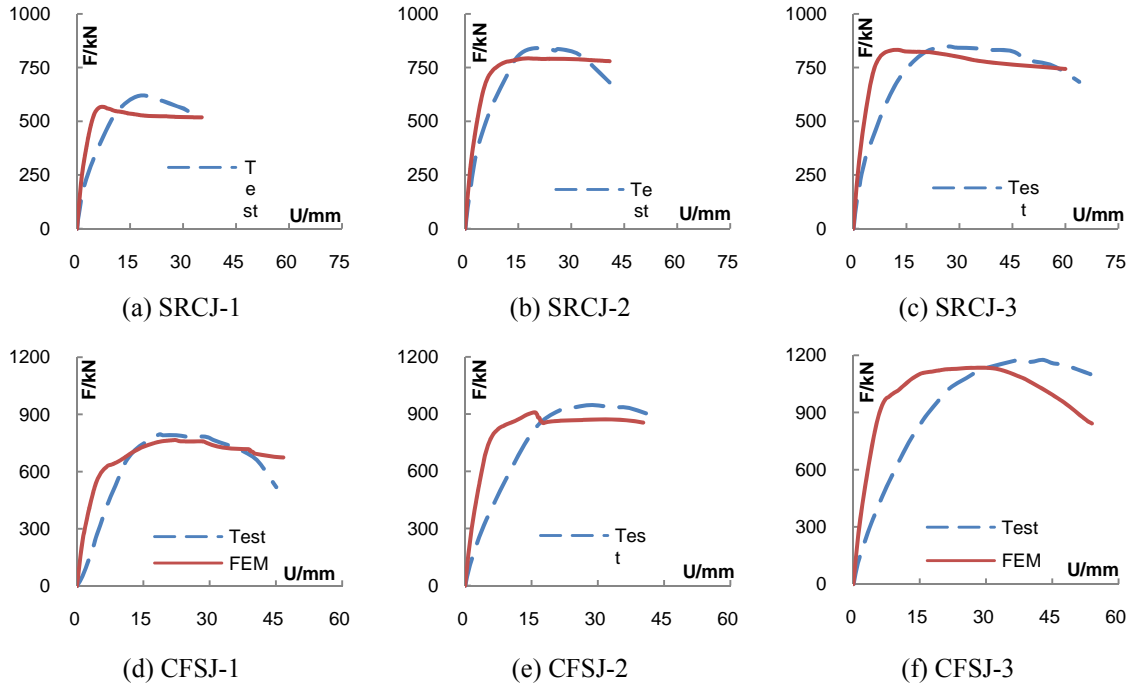 F/kN
1000
750
500
250
0
T
e
st
U/mm
0 15 30 45 60 75
(a) SRCJ-1
F/kN
1000
750
500
250
0
Te
st
U/mm
0 15 30 45 60 75
(b) SRCJ-2
F/kN
1000
750
500
250
0
Tes
t
U/mm
0 15 30 45 60 75
(c) SRCJ-3
F/kN
1200
900
600
300
0
Test
FEM
U/mm
0 15 30 45 60
(d) CFSJ-1
F/kN
1200
900
600
300
0
Tes
t
U/mm
0 15 30 45 60
(e) CFSJ-2
F/kN
1200
900
600
300
0
Test
FEM
U/mm
0 15 30 45 60
(f) CFSJ-3